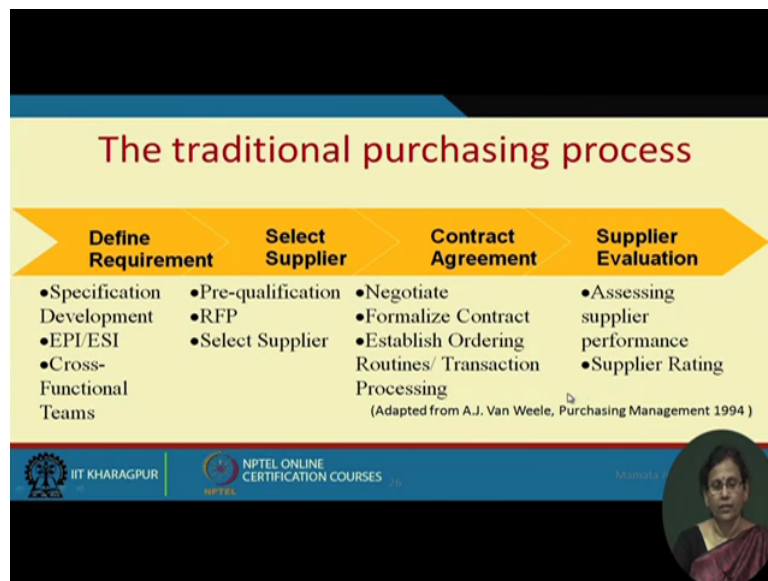 The traditional purchasing process
Define
Requirement
Select
Supplier
Contract
Agreement
Supplier
Evaluation
•Specification
Development
•EPI/ESI
•Cross-
Functional
Teams
•Pre-qualification
•RFP
•Select Supplier
•Negotiate
•Formalize Contract
•Establish Ordering
Routines/ Transaction
Processing
•Assessing
supplier
performance
•Supplier Rating
(Adapted from A.J. Van Weele, Purchasing Management 1994 )
IIT KHARAGPUR
NPTEL
NPTEL ONLINE
CERTIFICATION COURSES
26
Mamata